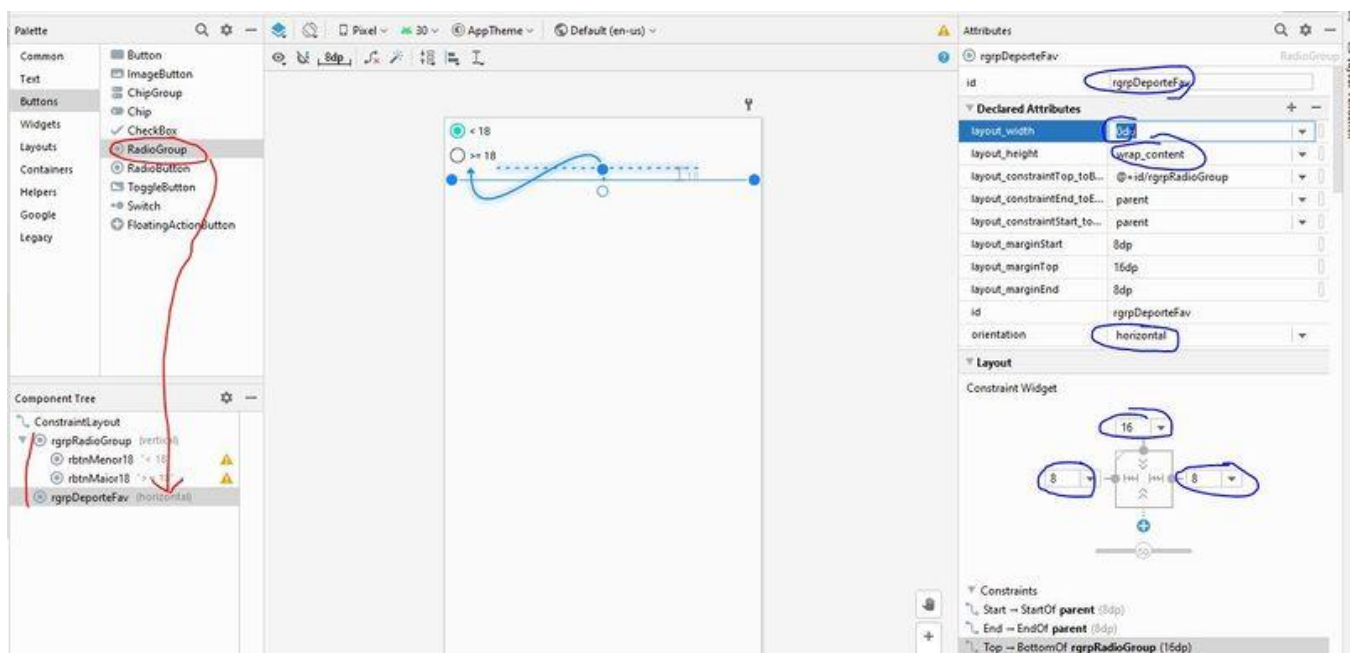 Palette
Common
Text
Buttons
Widgets
Layouts
Containers
Helpers
Google
Legacy
Button
ImageButton
ChipGroup
Chip
CheckBox
RadioGroup
RadioButton
ToggleButton
Switch
FloatingActionButton
Component Tree
ConstraintLayout
rgrpRadioGroup (vertical)
rbtnMenor18 "< 18"
rbtnMaior18
rgrpDeporteFav (horizontal)
Pixel 30 AppTheme Default (en-us)
8dp
< 18
>= 18
Attributes
rgrpDeporteFav RadioGroup
id rgrpDeporteFav
Declared Attributes
layout_width 0dp
layout_height wrap_content
layout_constraintTop_toB... @+id/rgrpRadioGroup
layout_constraintEnd_toE... parent
layout_constraintStart_to... parent
layout_marginStart 8dp
layout_marginTop 16dp
layout_marginEnd 8dp
id rgrpDeporteFav
orientation horizontal
Layout
Constraint Widget
16
8 8
50
Constraints
Start → StartOf parent (8dp)
End → EndOf parent (8dp)
Top → BottomOf rgrpRadioGroup (16dp)